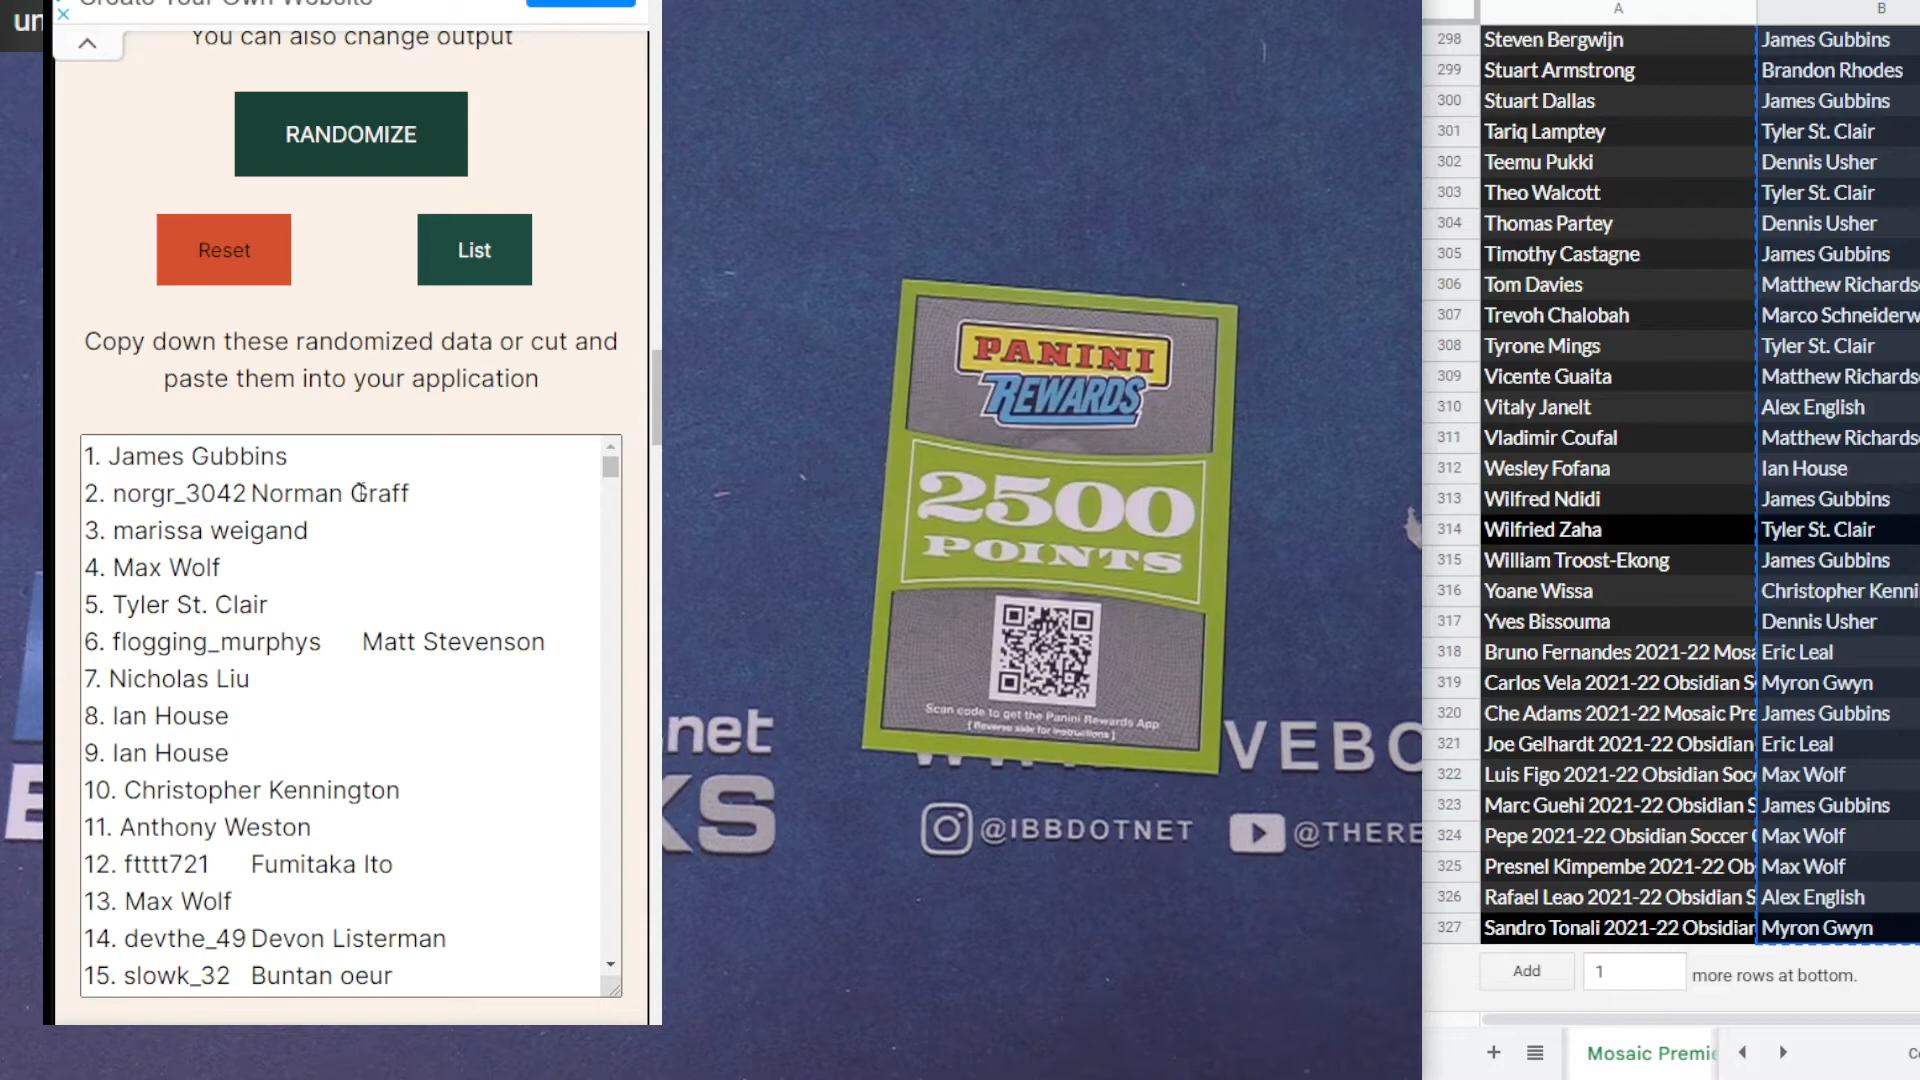 un
Create Your Own Website
You can also change output
RANDOMIZE
Reset
List
Copy down these randomized data or cut and
paste them into your application
1. James Gubbins
2. norgr_3042 Norman Graff
3. marissa weigand
4. Max Wolf
5. Tyler St. Clair
6. flogging_murphys Matt Stevenson
7. Nicholas Liu
8. Ian House
9. Ian House
10. Christopher Kennington
11. Anthony Weston
12. ftttt721 Fumitaka Ito
13. Max Wolf
14. devthe_49 Devon Listerman
15. slowk_32 Buntan oeur
PANINI
REWARDS
2500
POINTS
Scan code to get the Panini Rewards App
[ Reverse side for instructions ]
.net
VEBO
KS
@IBBDOTNET
@THERE
A
B
298 Steven Bergwijn James Gubbins
299 Stuart Armstrong Brandon Rhodes
300 Stuart Dallas James Gubbins
301 Tariq Lamptey Tyler St. Clair
302 Teemu Pukki Dennis Usher
303 Theo Walcott Tyler St. Clair
304 Thomas Partey Dennis Usher
305 Timothy Castagne James Gubbins
306 Tom Davies Matthew Richards
307 Trevoh Chalobah Marco Schneiderw
308 Tyrone Mings Tyler St. Clair
309 Vicente Guaita Matthew Richards
310 Vitaly Janelt Alex English
311 Vladimir Coufal Matthew Richards
312 Wesley Fofana Ian House
313 Wilfred Ndidi James Gubbins
314 Wilfried Zaha Tyler St. Clair
315 William Troost-Ekong James Gubbins
316 Yoane Wissa Christopher Kenni
317 Yves Bissouma Dennis Usher
318 Bruno Fernandes 2021-22 Mosa Eric Leal
319 Carlos Vela 2021-22 Obsidian S Myron Gwyn
320 Che Adams 2021-22 Mosaic Pre James Gubbins
321 Joe Gelhardt 2021-22 Obsidian Eric Leal
322 Luis Figo 2021-22 Obsidian Soc Max Wolf
323 Marc Guehi 2021-22 Obsidian S James Gubbins
324 Pepe 2021-22 Obsidian Soccer Max Wolf
325 Presnel Kimpembe 2021-22 Ob Max Wolf
326 Rafael Leao 2021-22 Obsidian S Alex English
327 Sandro Tonali 2021-22 Obsidian Myron Gwyn
Add 1 more rows at bottom.
+ Mosaic Premie